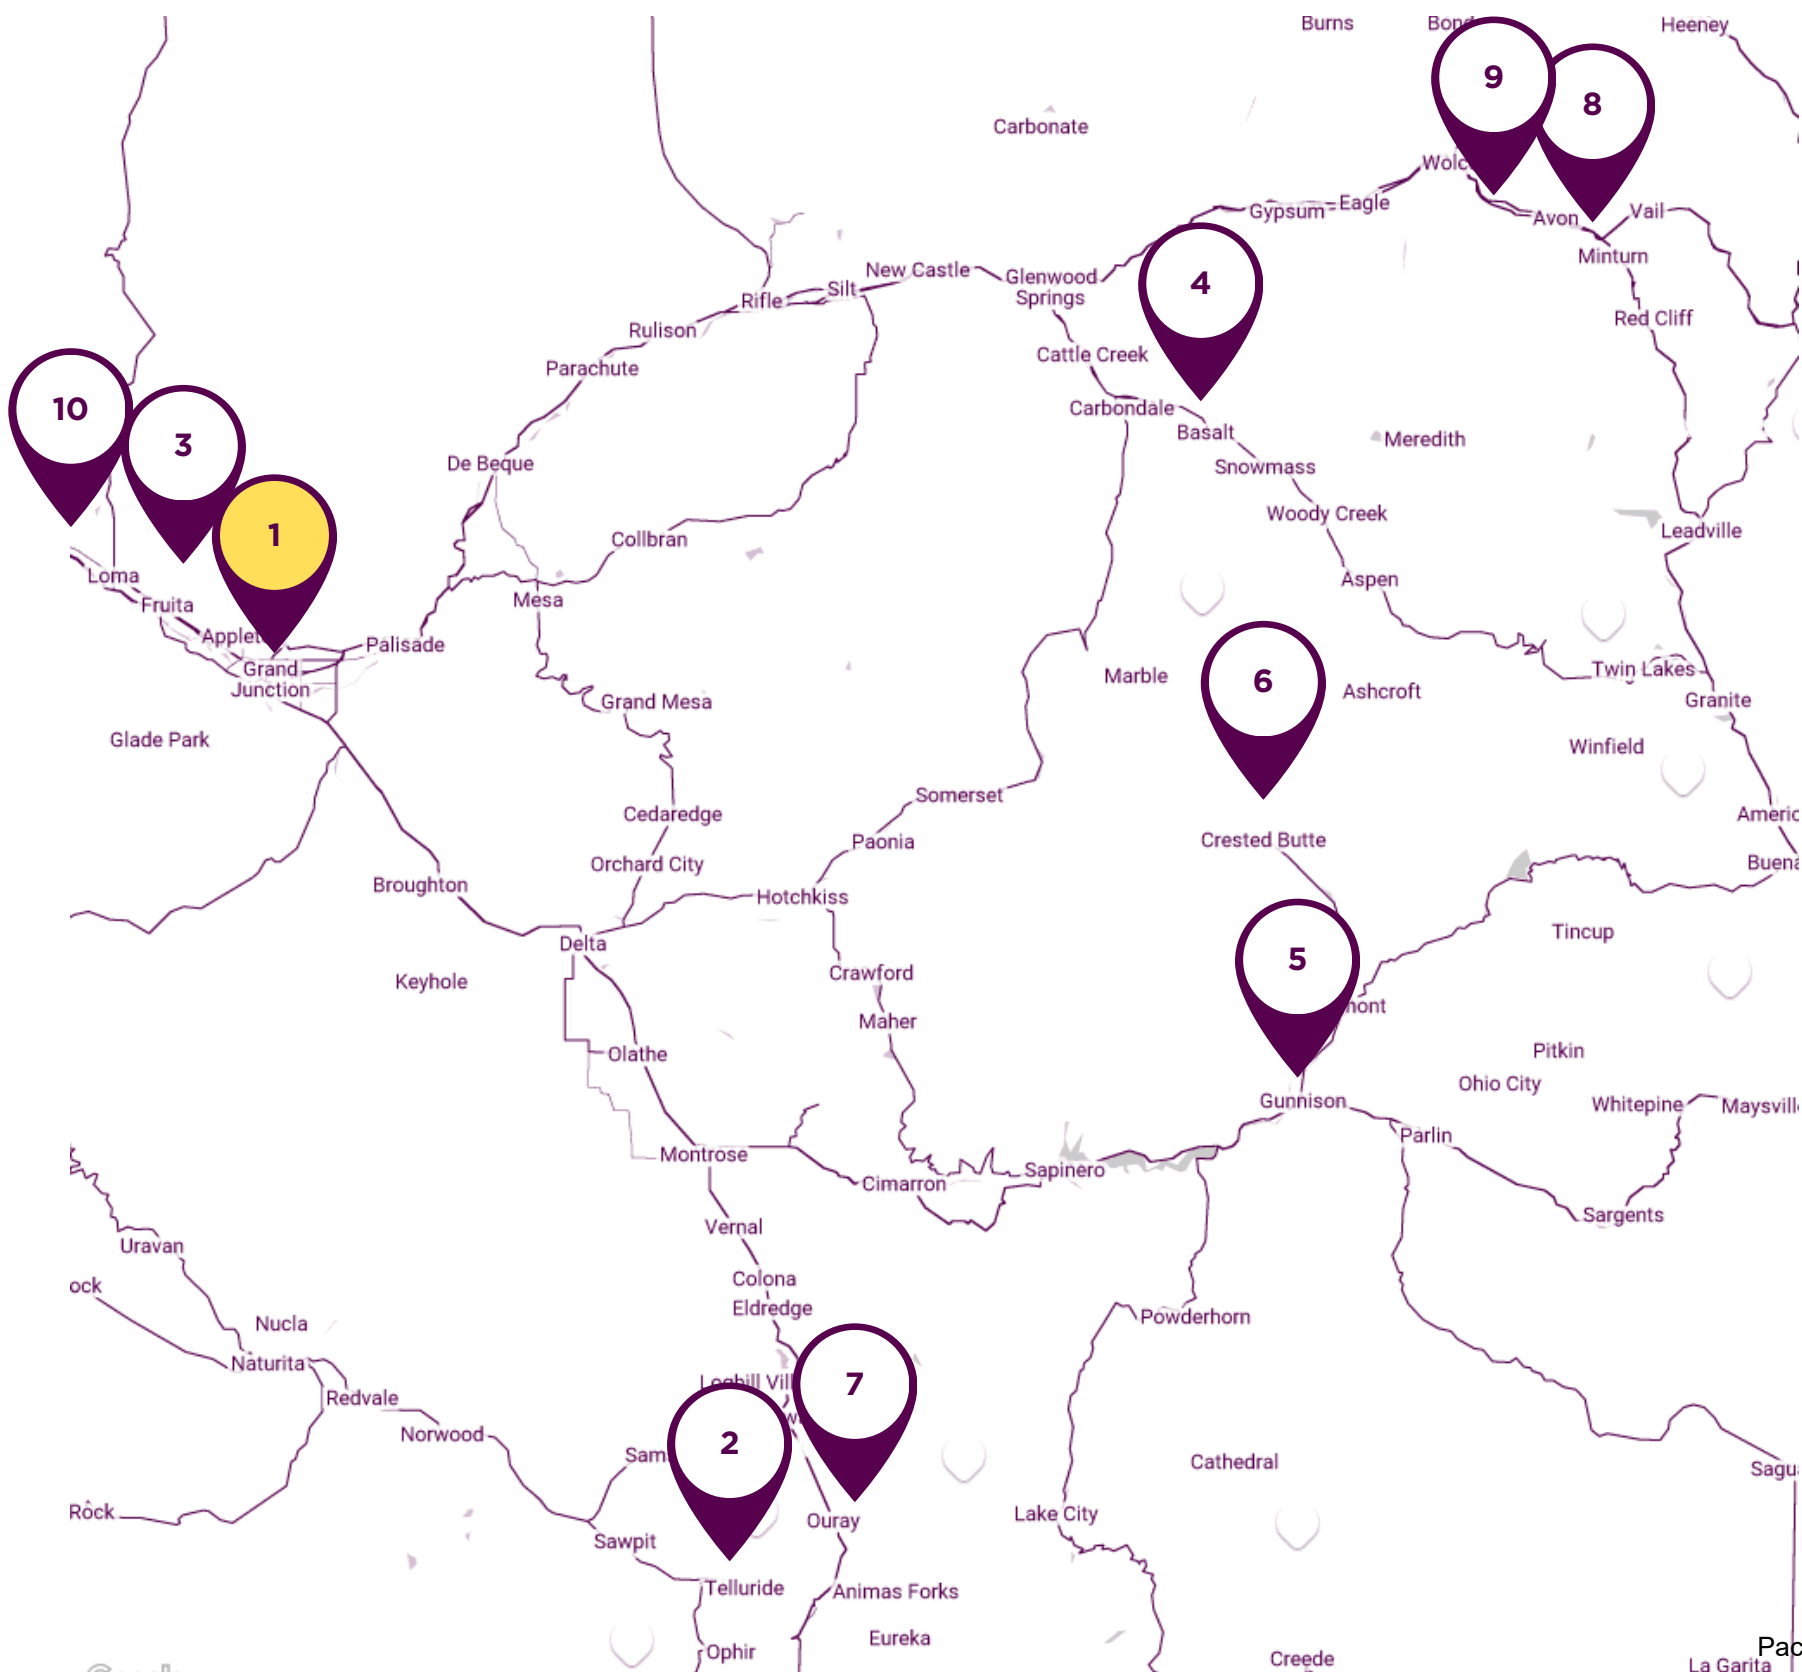 Burns
Heeney
9
8
Carbonate
Vail
Gypsum
Eagle
Avon
Minturn
New Castle
Glenwood
Springs
4
Silt
Rifle
Red Cliff
Rulison
Cattle Creek
Parachute
10
Carbondale
3
Basalt
Meredith
De Beque
Snowmass
Woody Creek
1
Leadville
Collbran
Loma
Aspen
Mesa
Fruita
Palisade
Grand
Junction
Marble
6
Ashcroft
Twin Lakes
Granite
Grand Mesa
Glade Park
Winfield
Somerset
Cedaredge
Paonia
Crested Butte
Orchard City
Broughton
Hotchkiss
Tincup
Delta
5
Crawford
Keyhole
Maher
Olathe
Pitkin
Ohio City
Gunnison
Whitepine
Parlin
Montrose
Sapinero
Cimarron
Sargents
Vernal
Uravan
Colona
Eldredge
Powderhorn
Nucla
Naturita
7
Redvale
Norwood
2
Cathedral
Rock
Lake City
Ouray
Sawpit
Telluride
Animas Forks
Eureka
Ophir
Creede
La Garita